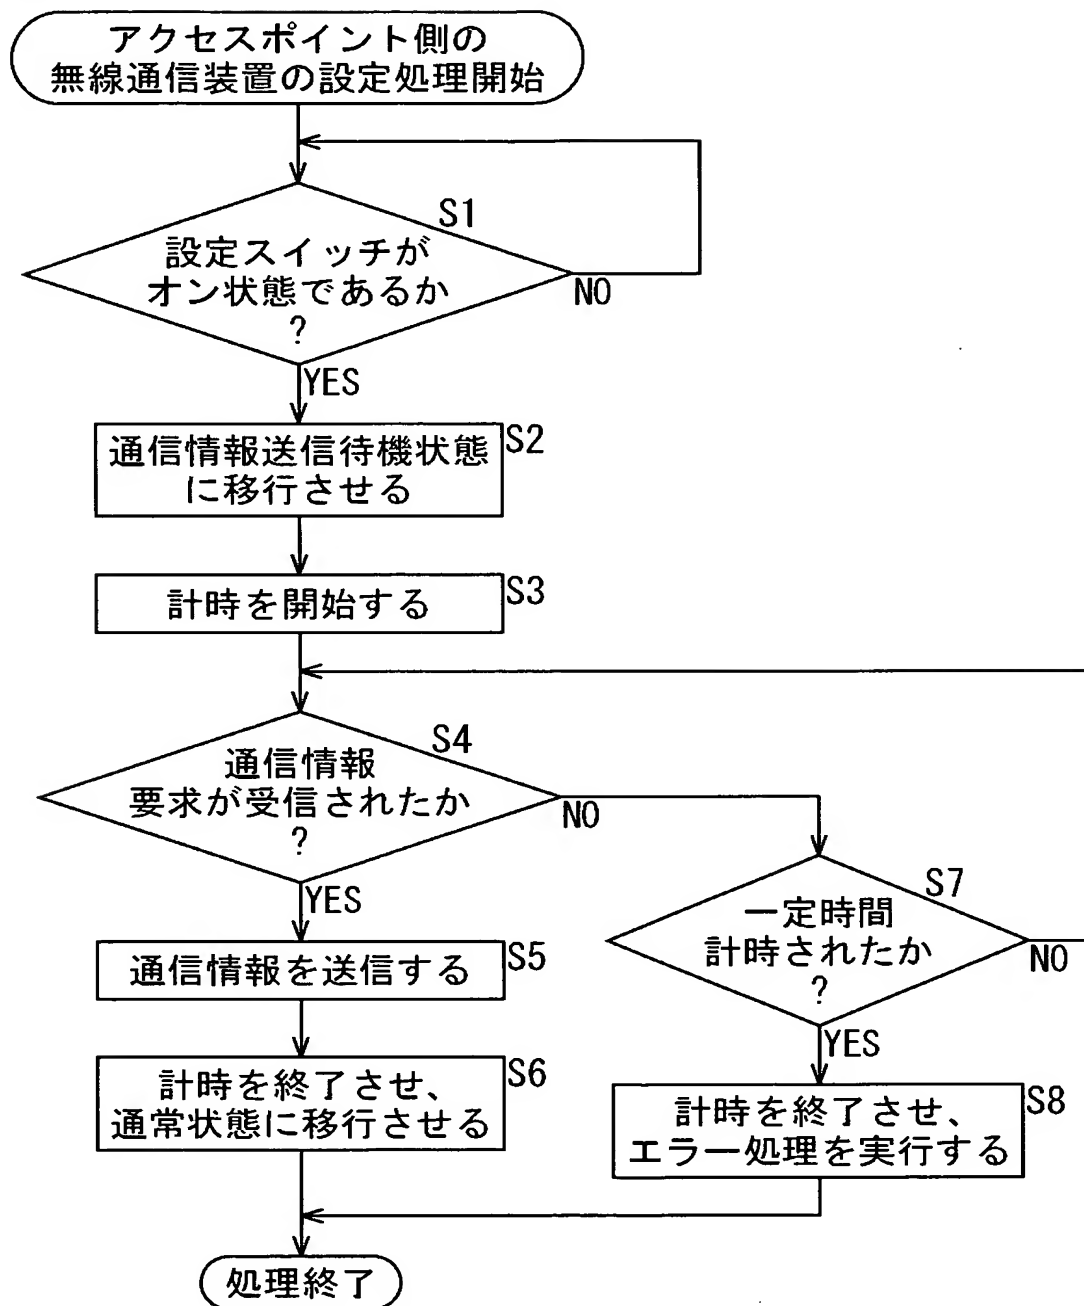 アクセスポイント側の
無線通信装置の設定処理開始
S1
設定スイッチが
オン状態であるか
?
NO
YES
S2
通信情報送信待機状態
に移行させる
S3
計時を開始する
S4
通信情報
要求が受信されたか
?
NO
YES
S7
一定時間
計時されたか
?
NO
YES
S5
通信情報を送信する
S6
計時を終了させ、
通常状態に移行させる
S8
計時を終了させ、
エラー処理を実行する
処理終了